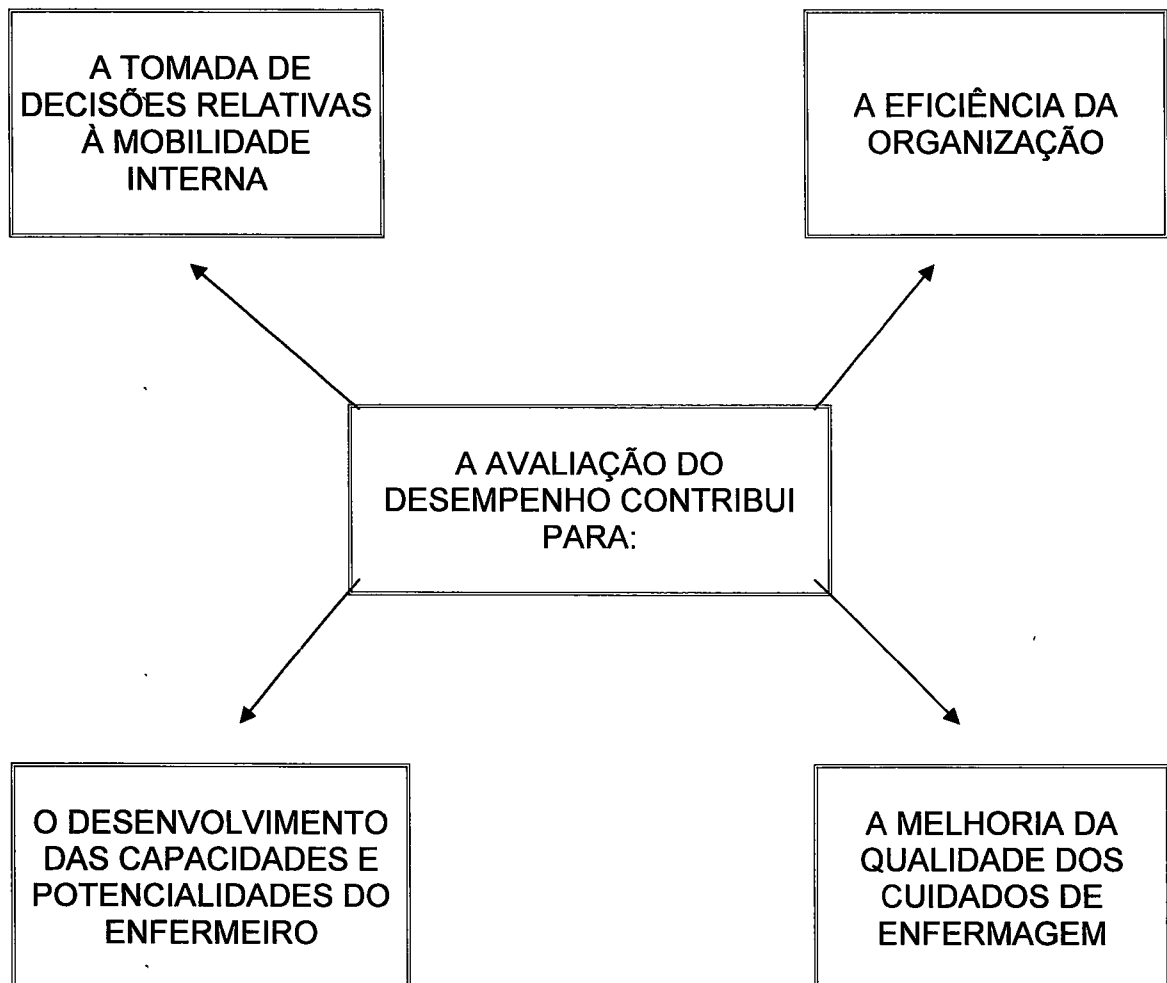 A TOMADA DE
DECISÕES RELATIVAS
À MOBILIDADE
INTERNA
A EFICIÊNCIA DA
ORGANIZAÇÃO
A AVALIAÇÃO DO
DESEMPENHO CONTRIBUI
PARA:
O DESENVOLVIMENTO
DAS CAPACIDADES E
POTENCIALIDADES DO
ENFERMEIRO
A MELHORIA DA
QUALIDADE DOS
CUIDADOS DE
ENFERMAGEM